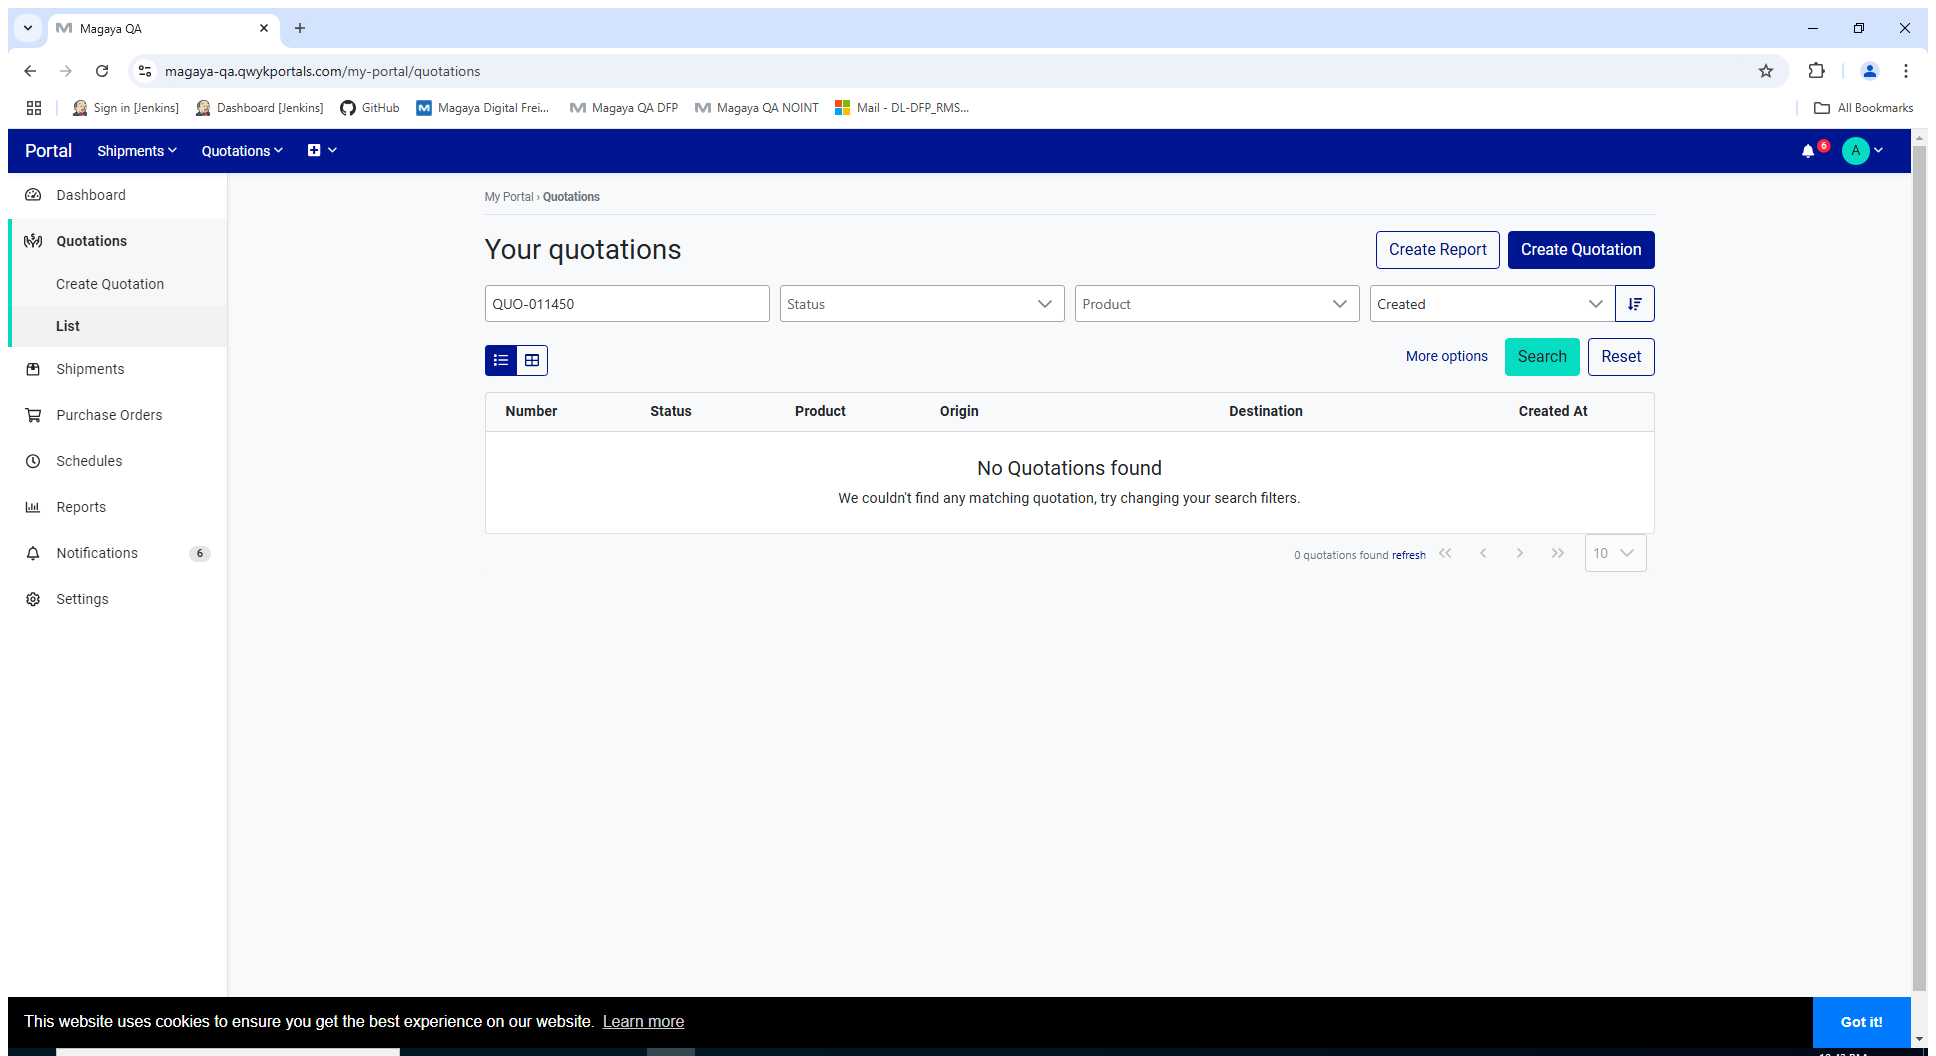 Magaya QA
magaya-qa.qwykportals.com/my-portal/quotations
Sign in [Jenkins] Dashboard [Jenkins] GitHub Magaya Digital Frei... Magaya QA DFP Magaya QA NOINT Mail - DL-DFP_RMS... All Bookmarks
Portal Shipments Quotations 6 A
Dashboard
Quotations
Create Quotation
List
Shipments
Purchase Orders
Schedules
Reports
Notifications 6
Settings
My Portal › Quotations
Your quotations Create Report Create Quotation
QUO-011450 Status Product Created
More options Search Reset
Number Status Product Origin Destination Created At
No Quotations found
We couldn't find any matching quotation, try changing your search filters.
0 quotations found refresh 10
This website uses cookies to ensure you get the best experience on our website. Learn more Got it!